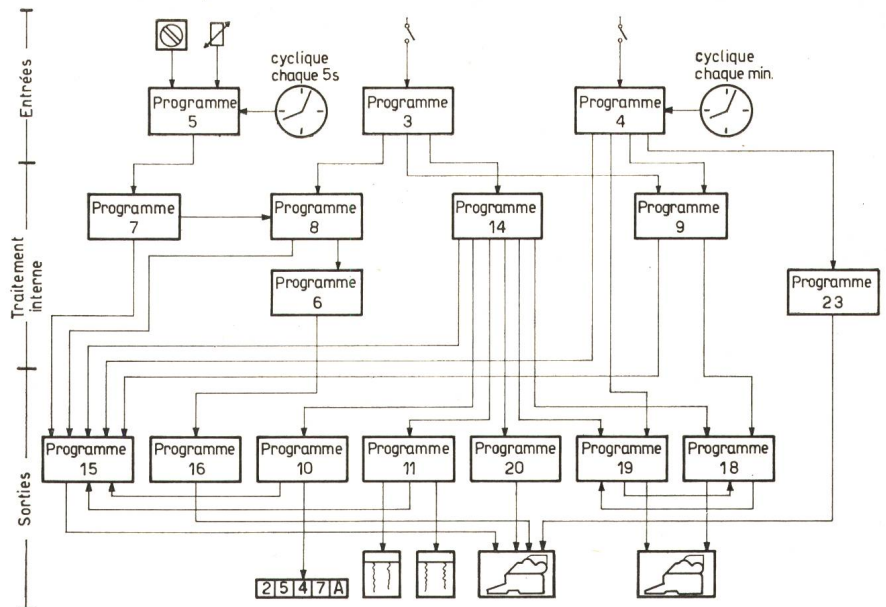 Entrées
Traitement
interne
Sorties
cyclique
chaque 5s
cyclique
chaque min.
Programme
5
Programme
3
Programme
4
Programme
7
Programme
8
Programme
14
Programme
9
Programme
6
Programme
23
Programme
15
Programme
16
Programme
10
Programme
11
Programme
20
Programme
19
Programme
18
2 5 4 7 A